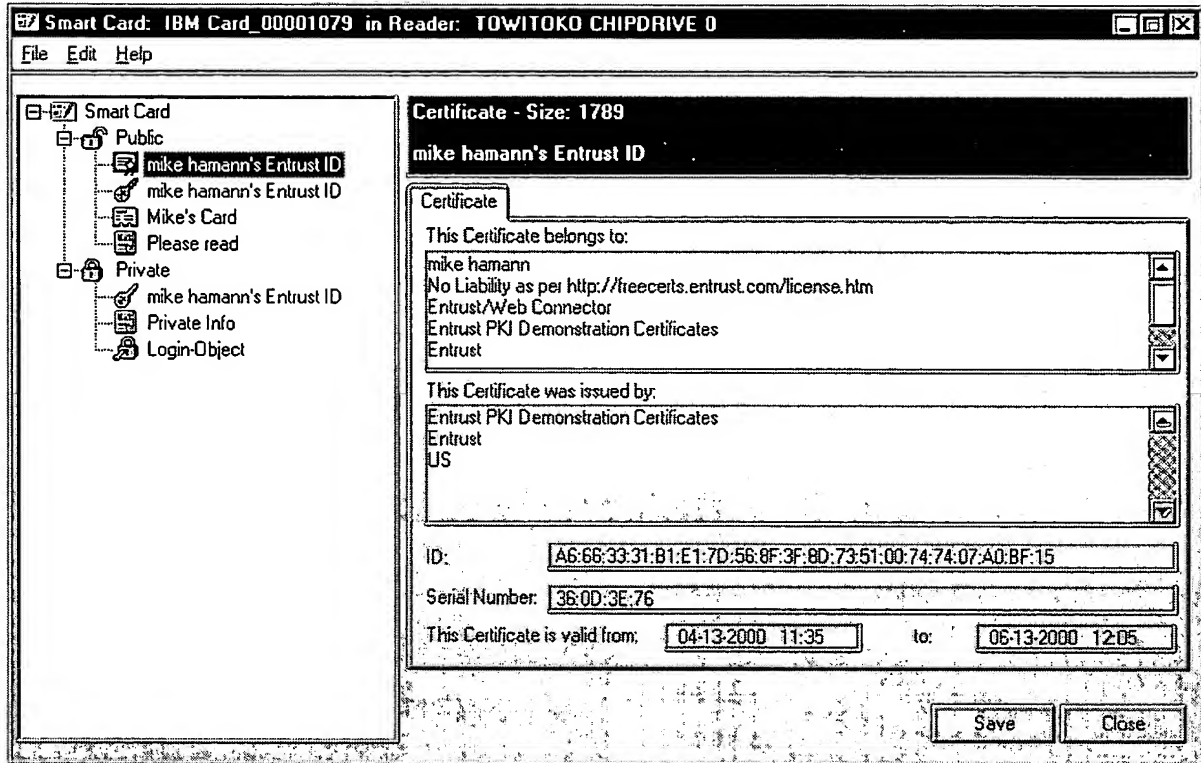 Smart Card: IBM Card_00001079 in Reader: TOWITOKO CHIPDRIVE 0
File Edit Help
Smart Card
Public
mike hamann's Entrust ID
mike hamann's Entrust ID
Mike's Card
Please read
Private
mike hamann's Entrust ID
Private Info
Login-Object
Certificate - Size: 1789
mike hamann's Entrust ID
Certificate
This Certificate belongs to:
mike hamann
No Liability as per http://freecerts.entrust.com/license.htm
Entrust/Web Connector
Entrust PKI Demonstration Certificates
Entrust
This Certificate was issued by:
Entrust PKI Demonstration Certificates
Entrust
US
ID: A6:66:33:31:B1:E1:7D:56:8F:3F:8D:73:51:00:74:74:07:A0:BF:15
Serial Number: 36:0D:3E:76
This Certificate is valid from: 04-13-2000 11:35 to: 06-13-2000 12:05
Save Close